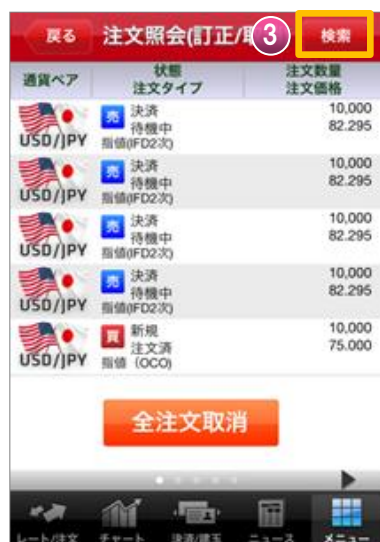 戻る
注文照会(訂正/取
3
検索
通貨ペア
状態
注文タイプ
注文数量
注文価格
USD/JPY
売
決済
待機中
指値(IFD2次)
10,000
82.295
USD/JPY
売
決済
待機中
指値(IFD2次)
10,000
82.295
USD/JPY
売
決済
待機中
指値(IFD2次)
10,000
82.295
USD/JPY
売
決済
待機中
指値(IFD2次)
10,000
82.295
USD/JPY
買
新規
注文済
指値（OCO)
10,000
75.000
全注文取消
レート/注文
チャート
決済/建玉
ニュース
メニュー